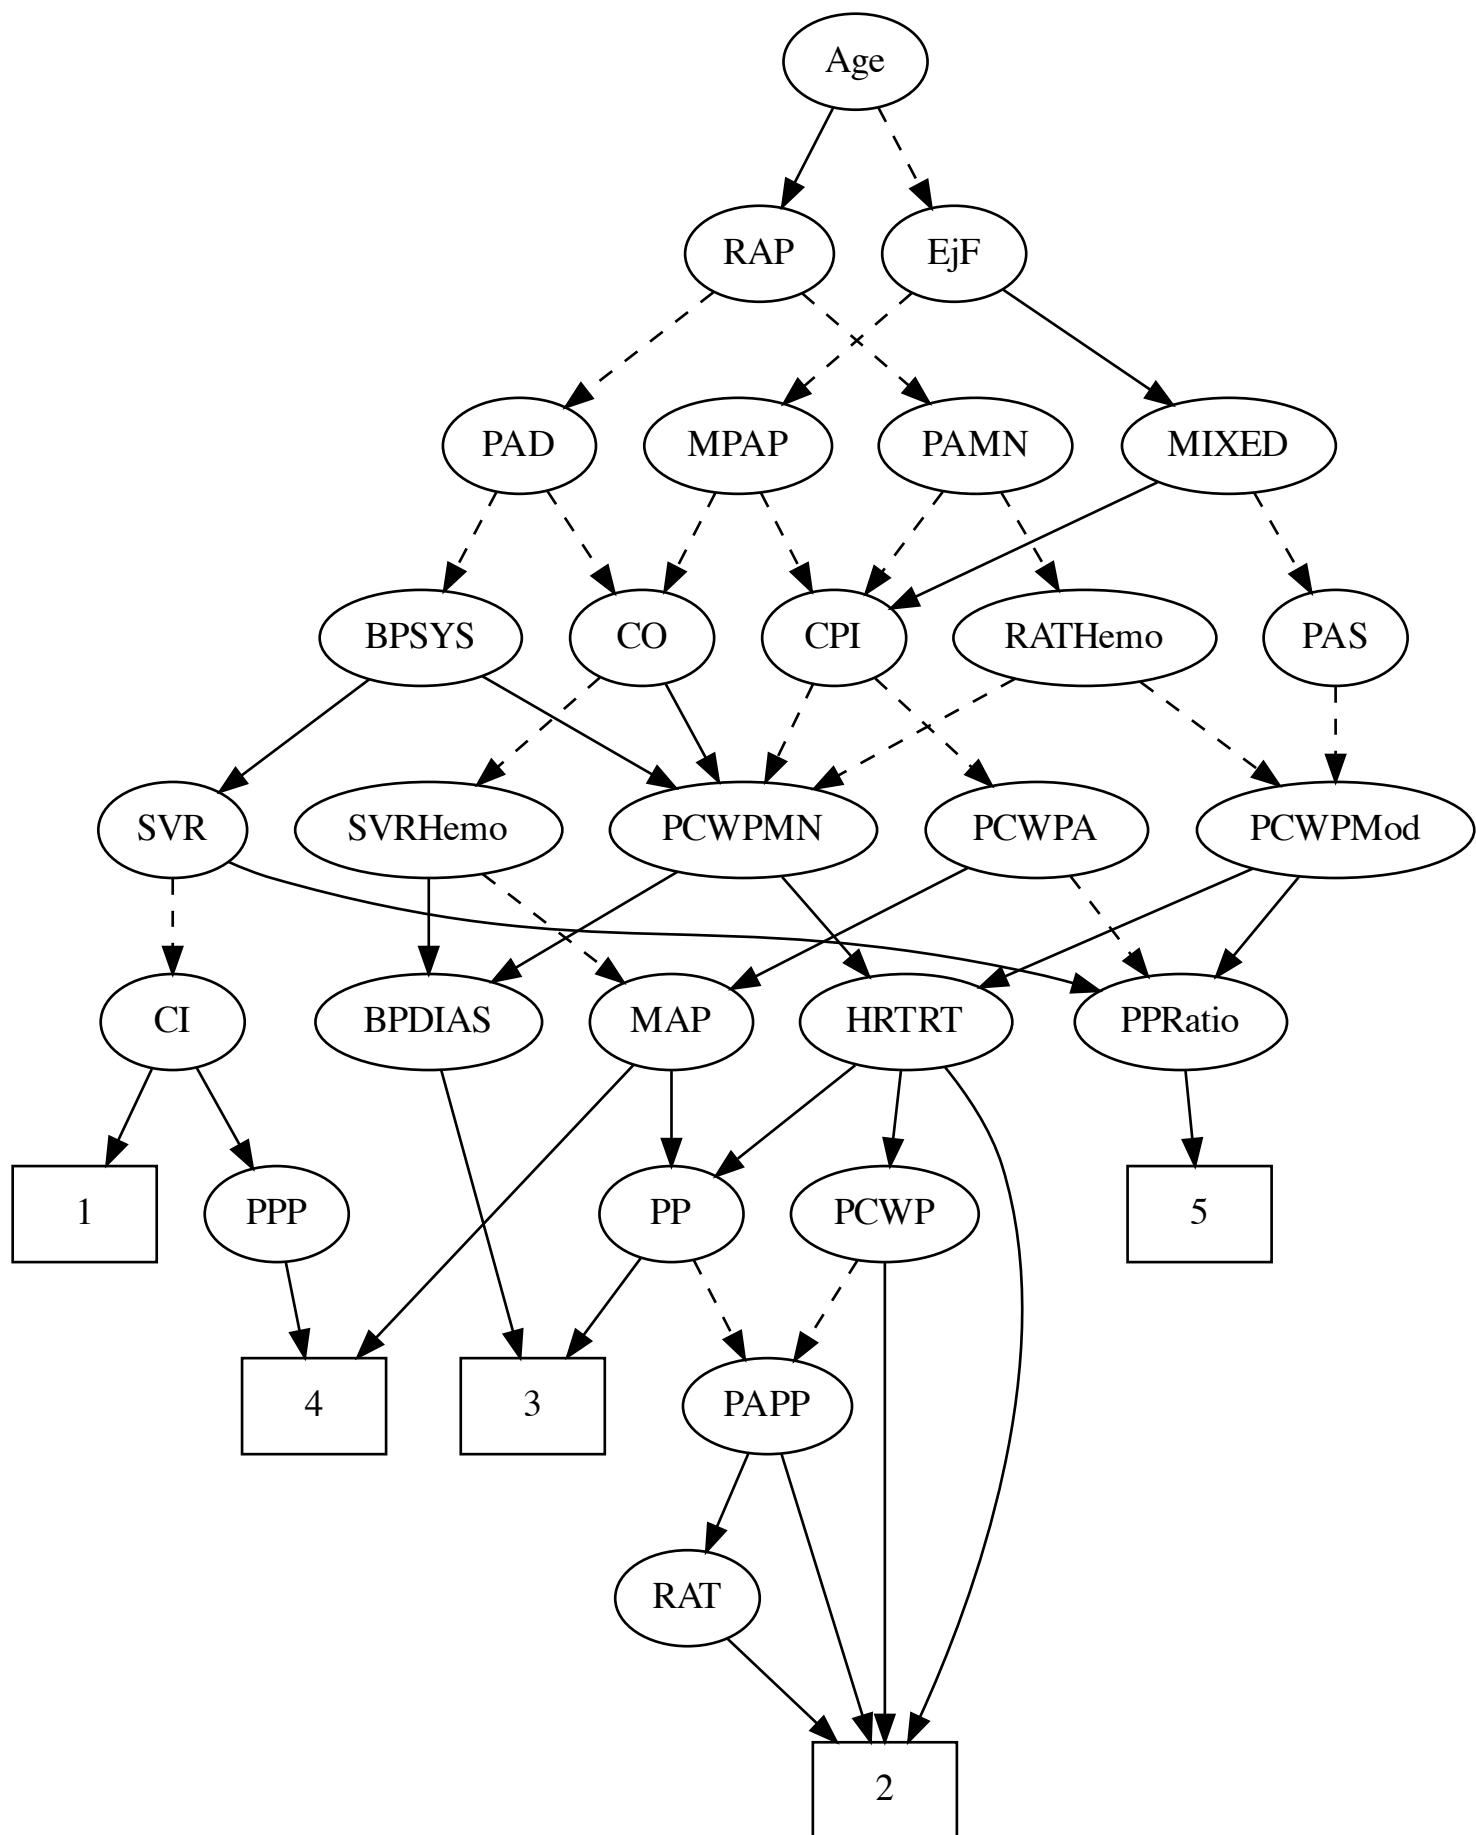 Age
RAP
EjF
PAD
MPAP
PAMN
MIXED
BPSYS
CO
CPI
RATHemo
PAS
SVR
SVRHemo
PCWPMN
PCWPA
PCWPMod
CI
BPDIAS
MAP
HRTRT
PPRatio
1
PPP
PP
PCWP
5
4
3
PAPP
RAT
2